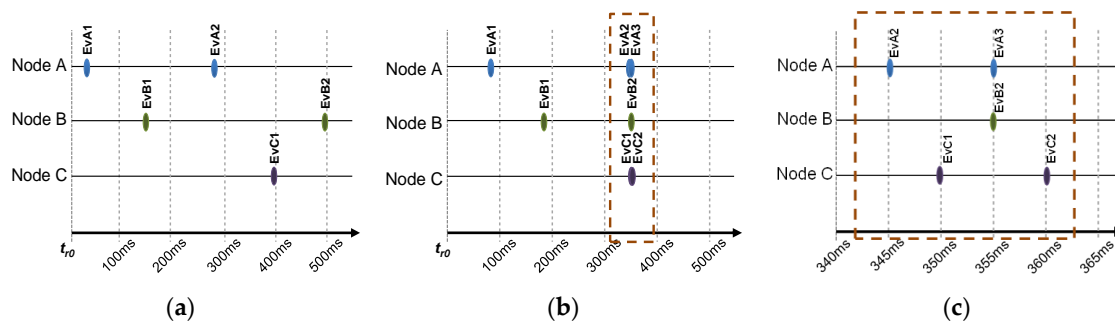 EvA1
EvA2
Node A
EvB1
EvB2
Node B
EvC1
Node C
tr0
100ms
200ms
300ms
400ms
500ms
(a)
EvA1
EvA2
EvA3
Node A
EvB1
EvB2
Node B
EvC1
EvC2
Node C
tr0
100ms
200ms
300ms
400ms
500ms
(b)
EvA2
EvA3
Node A
EvB2
Node B
EvC1
EvC2
Node C
340ms
345ms
350ms
355ms
360ms
365ms
(c)